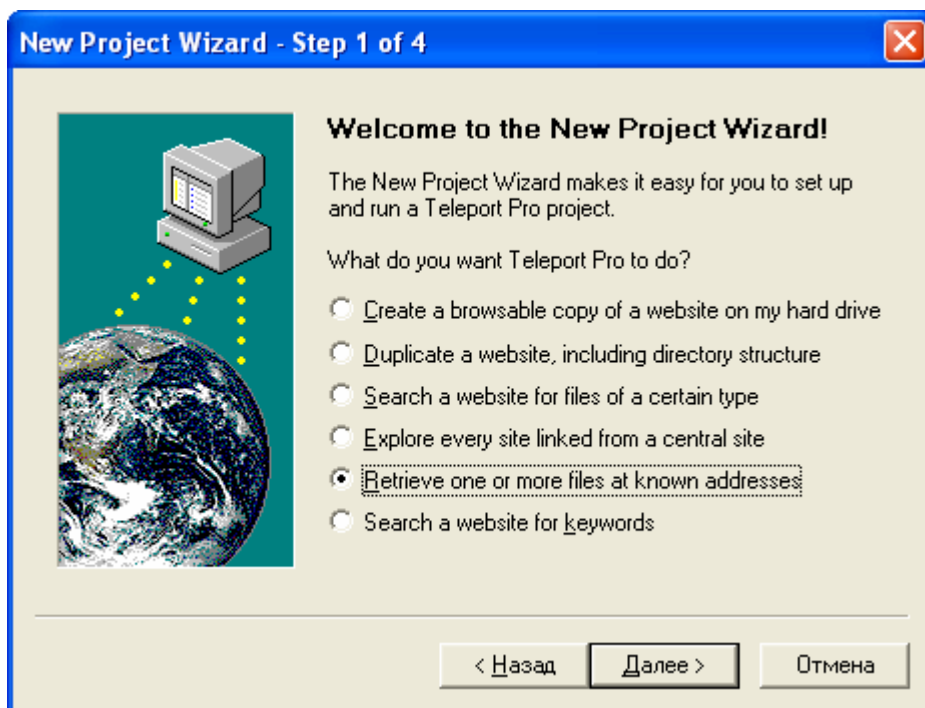 New Project Wizard - Step 1 of 4
Welcome to the New Project Wizard!
The New Project Wizard makes it easy for you to set up
and run a Teleport Pro project.
What do you want Teleport Pro to do?
Create a browsable copy of a website on my hard drive
Duplicate a website, including directory structure
Search a website for files of a certain type
Explore every site linked from a central site
Retrieve one or more files at known addresses
Search a website for keywords
< Назад Далее > Отмена